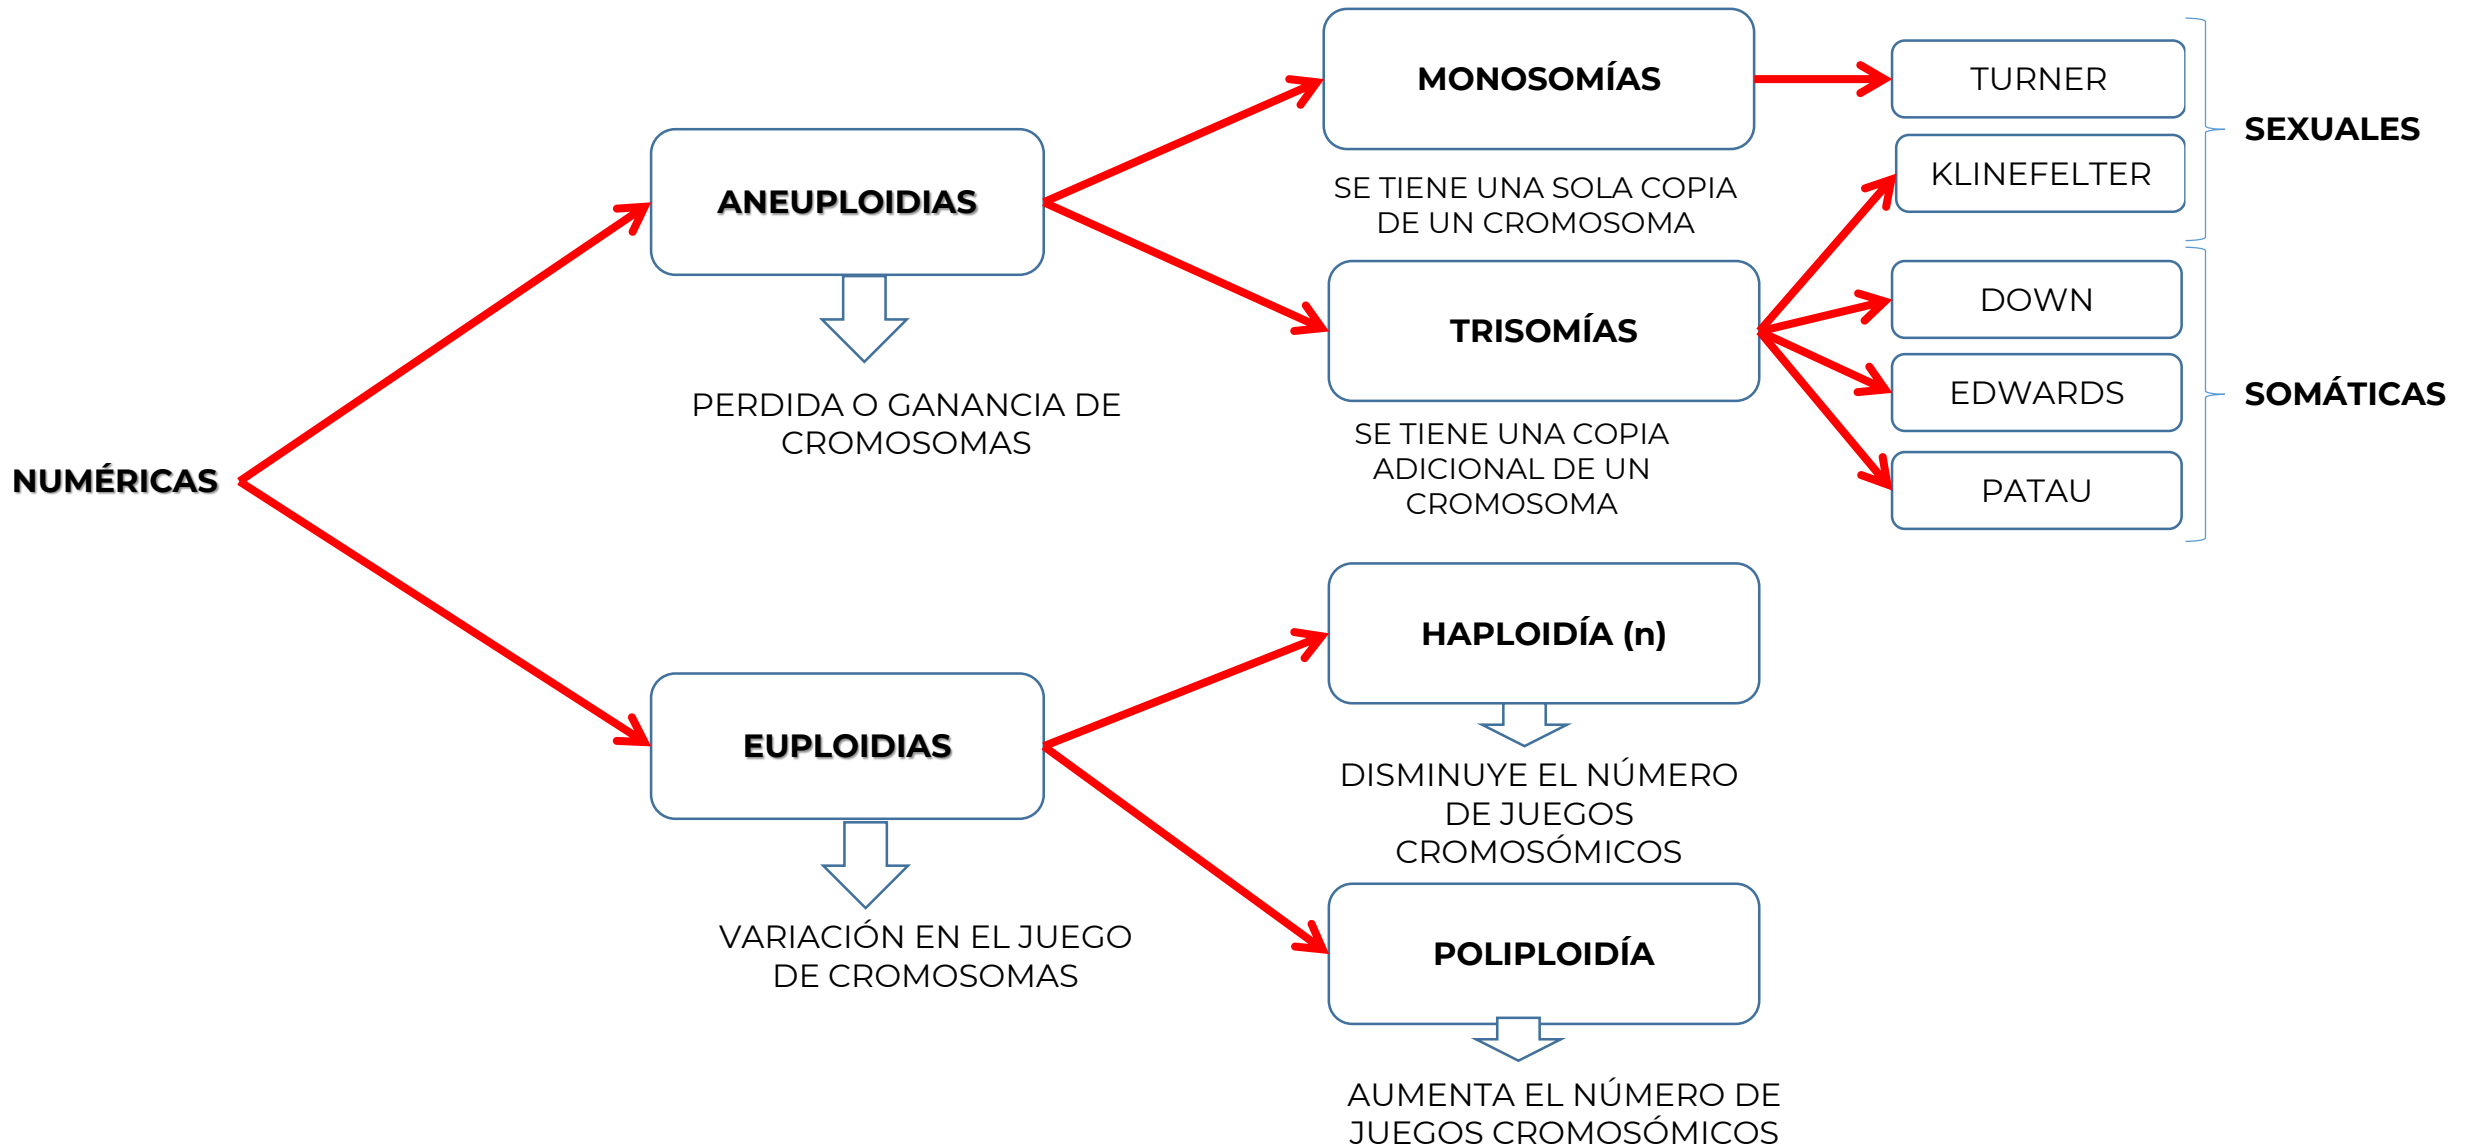 NUMÉRICAS
ANEUPLOIDIAS
PERDIDA O GANANCIA DE
CROMOSOMAS
MONOSOMÍAS
SE TIENE UNA SOLA COPIA
DE UN CROMOSOMA
TRISOMÍAS
SE TIENE UNA COPIA
ADICIONAL DE UN
CROMOSOMA
TURNER
KLINEFELTER
SEXUALES
DOWN
EDWARDS
PATAU
SOMÁTICAS
EUPLOIDIAS
VARIACIÓN EN EL JUEGO
DE CROMOSOMAS
HAPLOIDÍA (n)
DISMINUYE EL NÚMERO
DE JUEGOS
CROMOSÓMICOS
POLIPLOIDÍA
AUMENTA EL NÚMERO DE
JUEGOS CROMOSÓMICOS